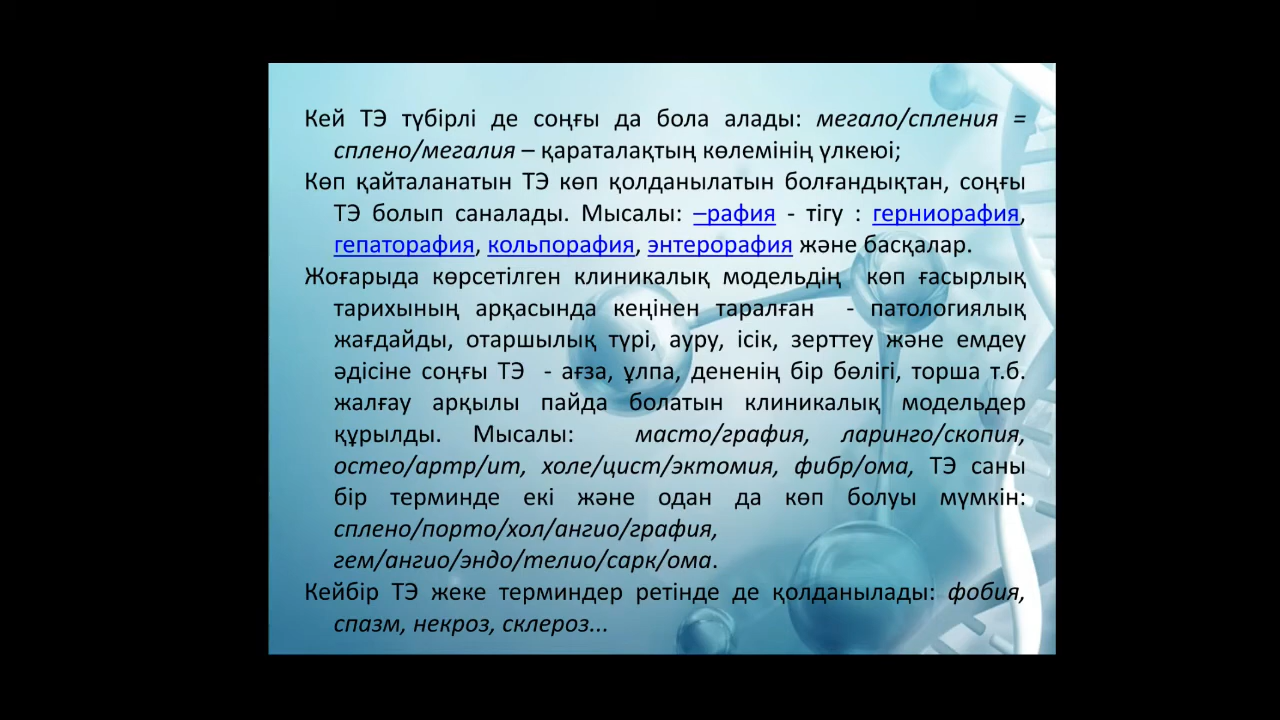 Кей ТЭ түбірлі де соңғы да бола алады: мегало/спления =
сплено/мегалия – қараталақтың көлемінің үлкеюі;
Көп қайталанатын ТЭ көп қолданылатын болғандықтан, соңғы
ТЭ болып саналады. Мысалы: –рафия - тігу : герниорафия,
гепаторафия, кольпорафия, энтерорафия және басқалар.
Жоғарыда көрсетілген клиникалық модельдің көп ғасырлық
тарихының арқасында кеңінен таралған - патологиялық
жағдайды, отаршылық түрі, ауру, ісік, зерттеу және емдеу
әдісіне соңғы ТЭ - ағза, ұлпа, дененің бір бөлігі, торша т.б.
жалғау арқылы пайда болатын клиникалық модельдер
құрылды. Мысалы: масто/графия, ларинго/скопия,
остео/артр/ит, холе/цист/эктомия, фибр/ома, ТЭ саны
бір терминде екі және одан да көп болуы мүмкін:
сплено/порто/хол/ангио/графия,
гем/ангио/эндо/телио/сарк/ома.
Кейбір ТЭ жеке терминдер ретінде де қолданылады: фобия,
спазм, некроз, склероз...